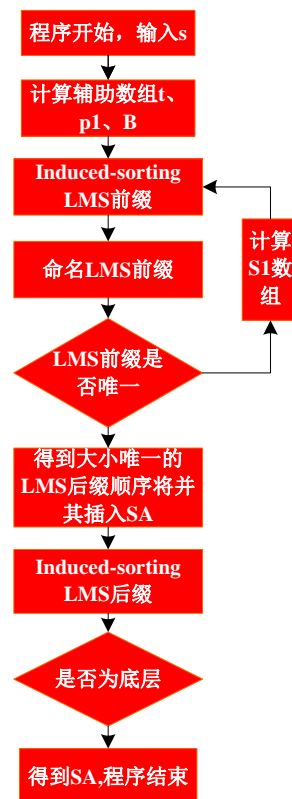 程序开始，输入s
计算辅助数组t、
p1、B
Induced-sorting
LMS前缀
命名LMS前缀
计算
S1数
组
LMS前缀是
否唯一
得到大小唯一的
LMS后缀顺序将并
其插入SA
Induced-sorting
LMS后缀
是否为底层
得到SA,程序结束